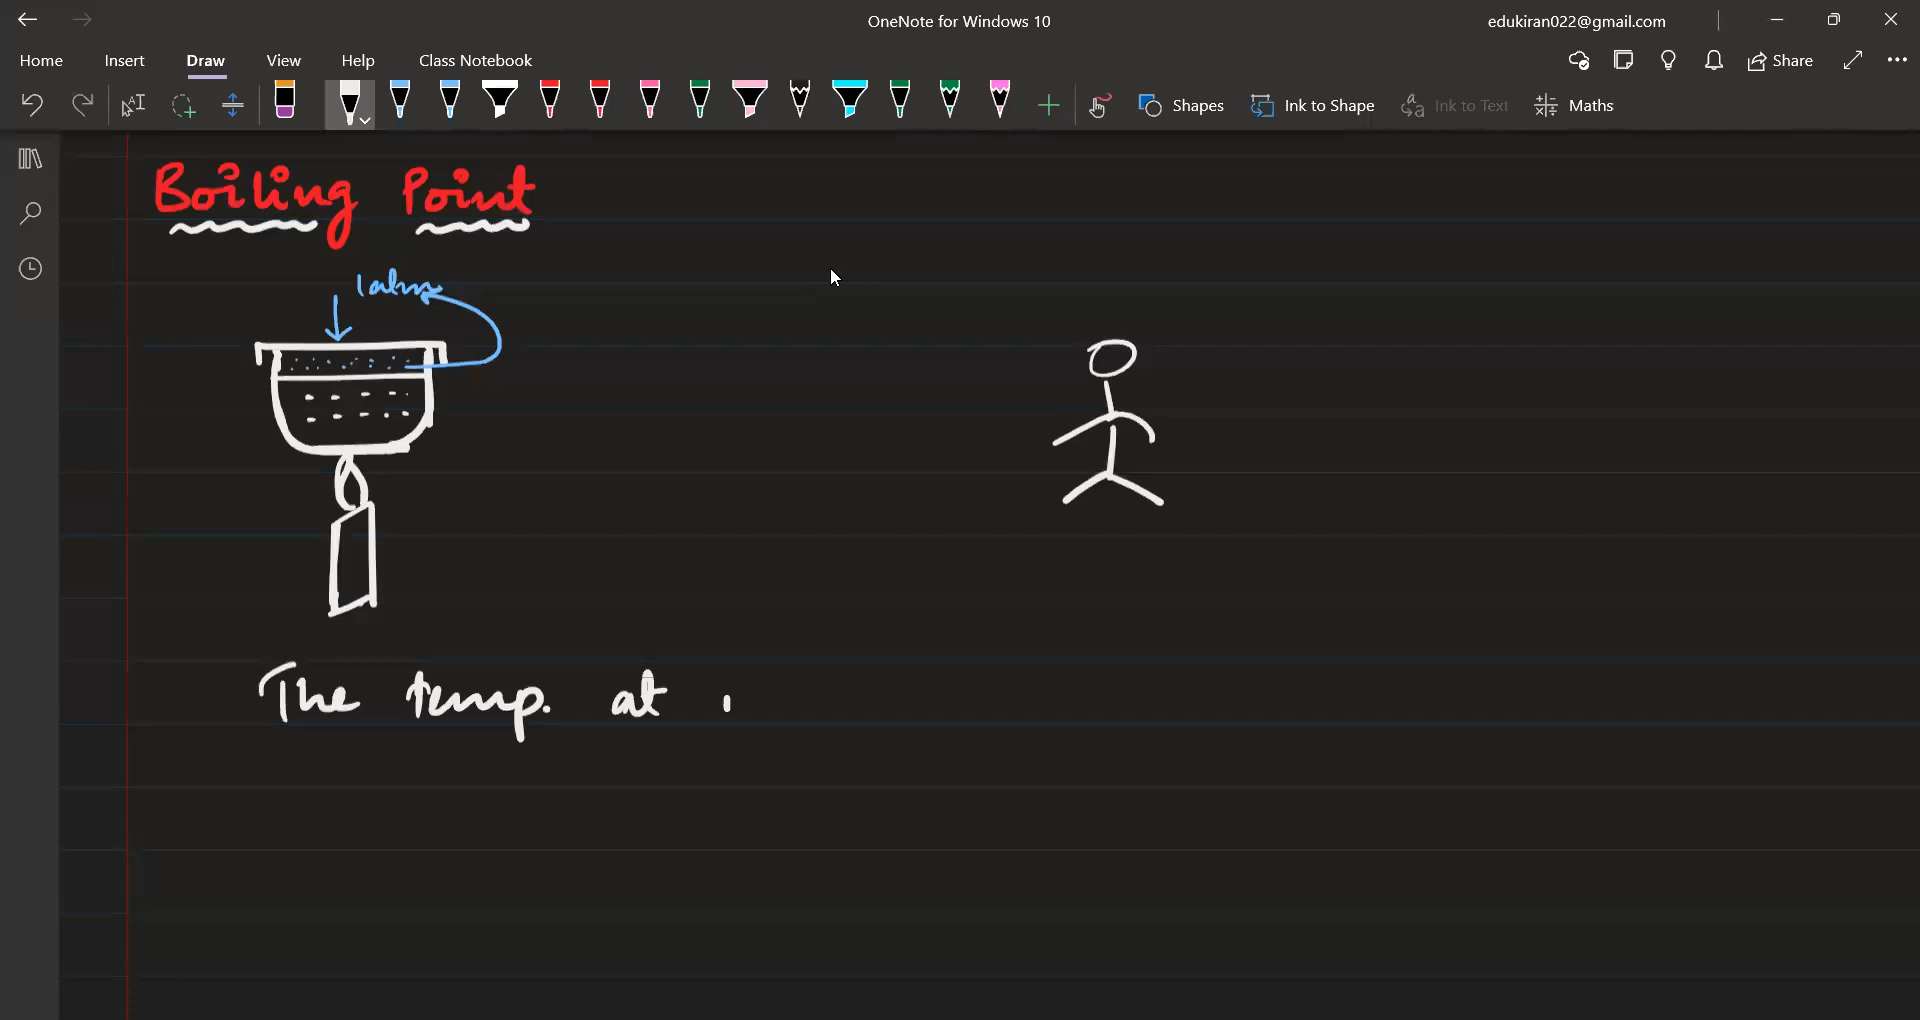 OneNote for Windows 10
edukiran022@gmail.com
Home Insert Draw View Help Class Notebook
Share
Shapes Ink to Shape Ink to Text Maths
Boiling Point
1atm
The temp. at